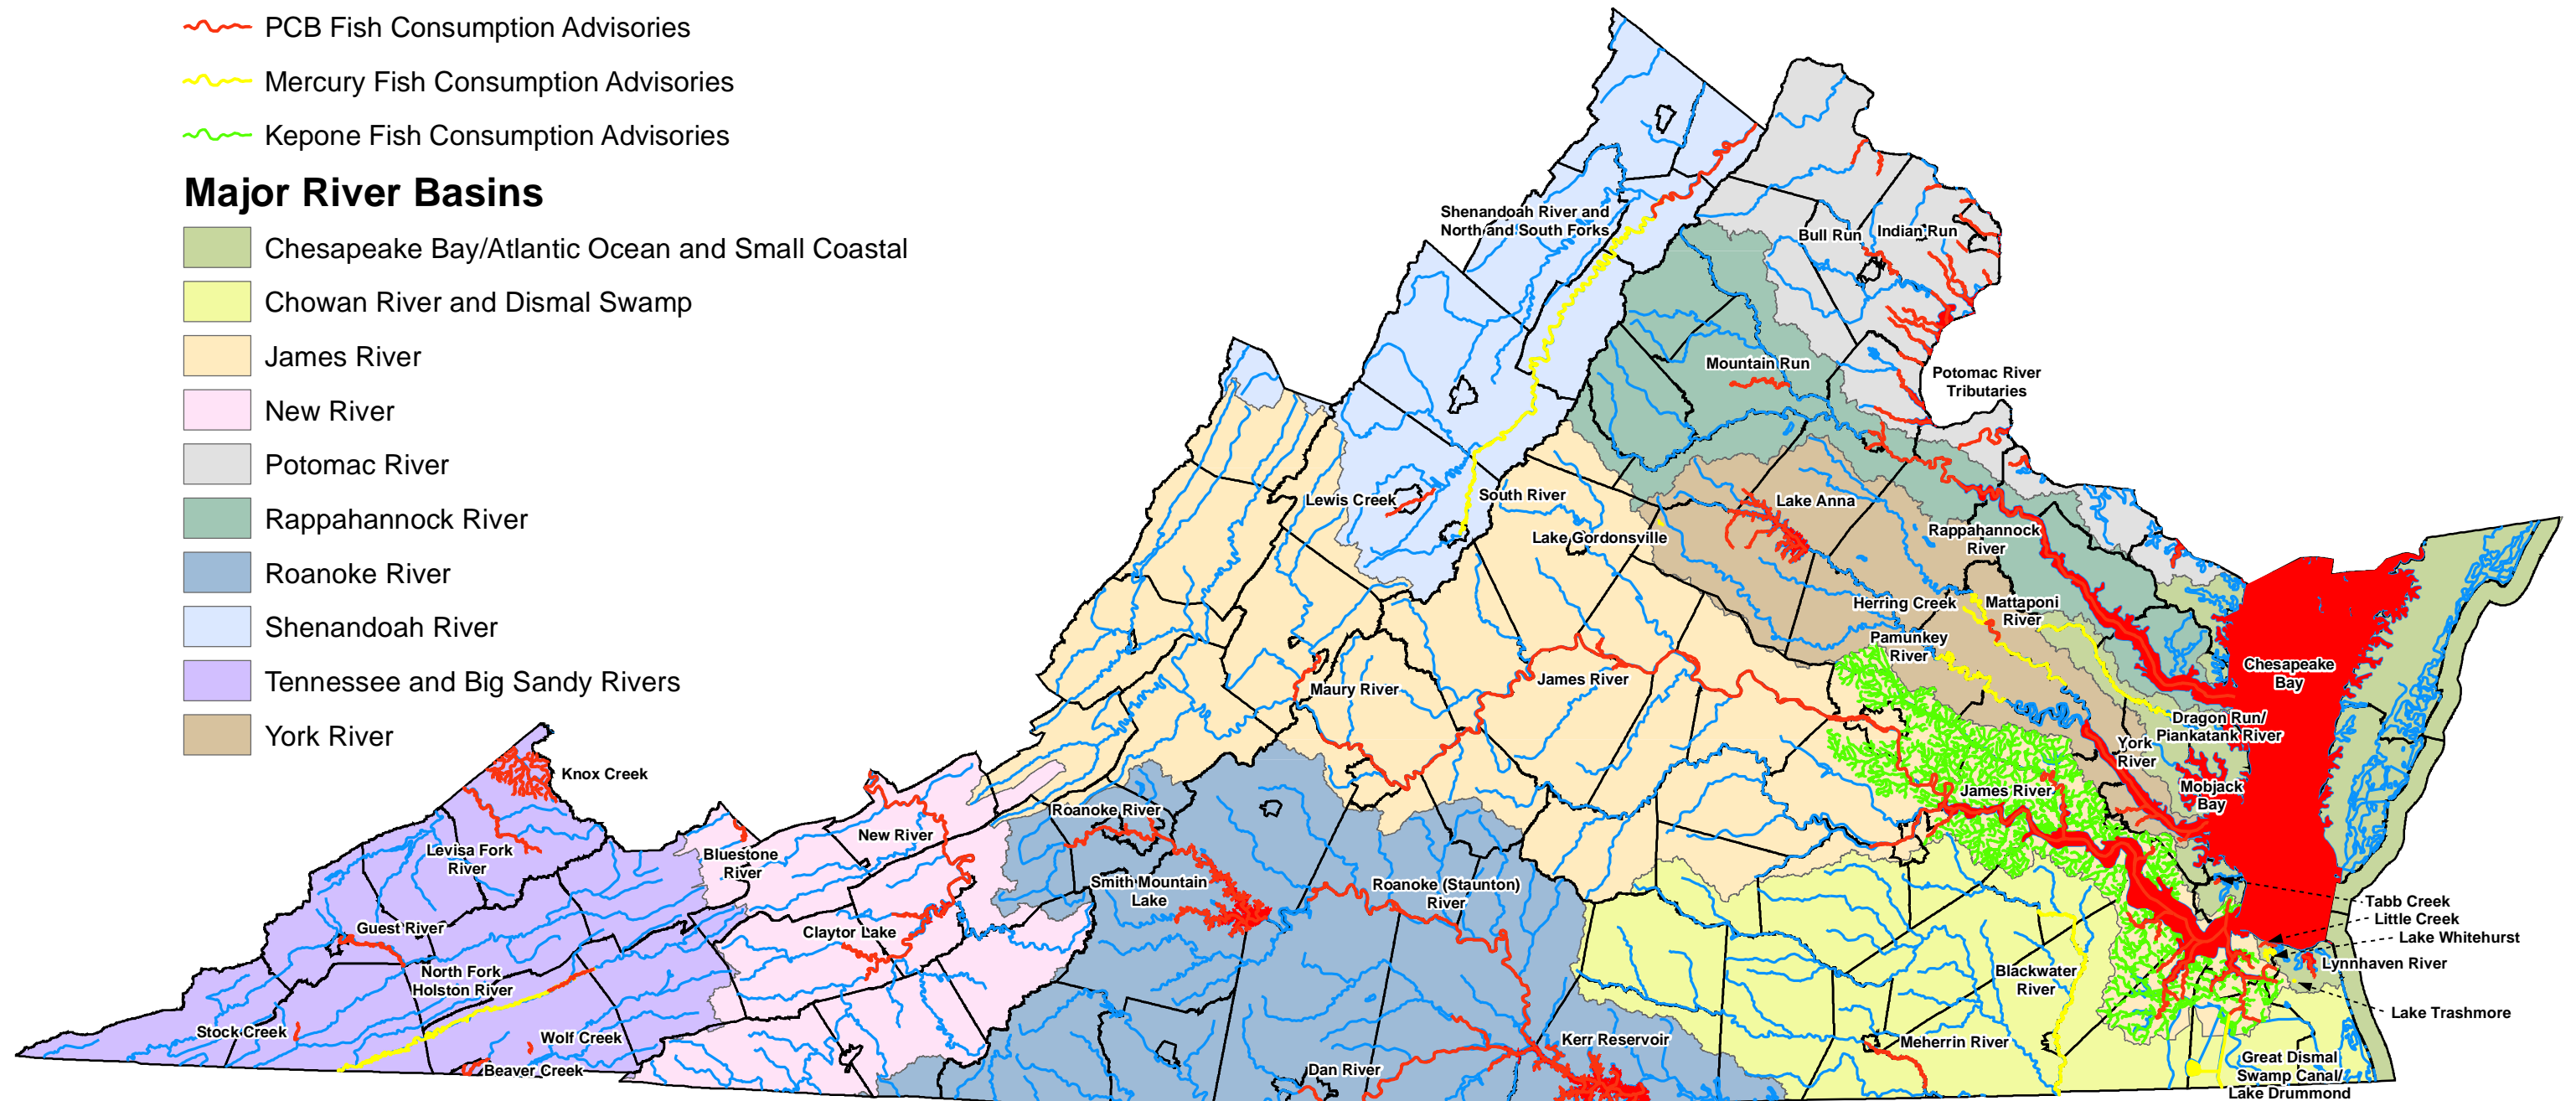 PCB Fish Consumption Advisories
Mercury Fish Consumption Advisories
Kepone Fish Consumption Advisories
Major River Basins
Chesapeake Bay/Atlantic Ocean and Small Coastal
Chowan River and Dismal Swamp
James River
New River
Potomac River
Rappahannock River
Roanoke River
Shenandoah River
Tennessee and Big Sandy Rivers
York River
Shenandoah River and
North and South Forks
Bull Run
Indian Run
Mountain Run
Potomac River
Tributaries
Lewis Creek
South River
Lake Anna
Lake Gordonsville
Rappahannock
River
Herring Creek
Mattaponi
River
Pamunkey
River
Chesapeake
Bay
Maury River
James River
Dragon Run/
Piankatank River
York
River
Mobjack
Bay
James River
Knox Creek
Roanoke River
New River
Levisa Fork
River
Bluestone
River
Smith Mountain
Lake
Roanoke (Staunton)
River
Tabb Creek
Little Creek
Lake Whitehurst
Lynnhaven River
Lake Trashmore
Guest River
Claytor Lake
North Fork
Holston River
Blackwater
River
Stock Creek
Wolf Creek
Beaver Creek
Kerr Reservoir
Meherrin River
Dan River
Great Dismal
Swamp Canal/
Lake Drummond